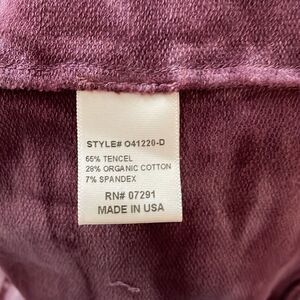 STYLE# O41220-D
65% TENCEL
28% ORGANIC COTTON
7% SPANDEX
RN# 07291
MADE IN USA